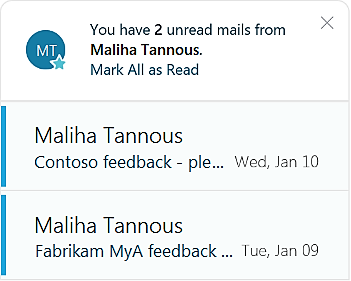 MT
You have 2 unread mails from
Maliha Tannous.
Mark All as Read
Maliha Tannous
Contoso feedback - ple... Wed, Jan 10
Maliha Tannous
Fabrikam MyA feedback ... Tue, Jan 09